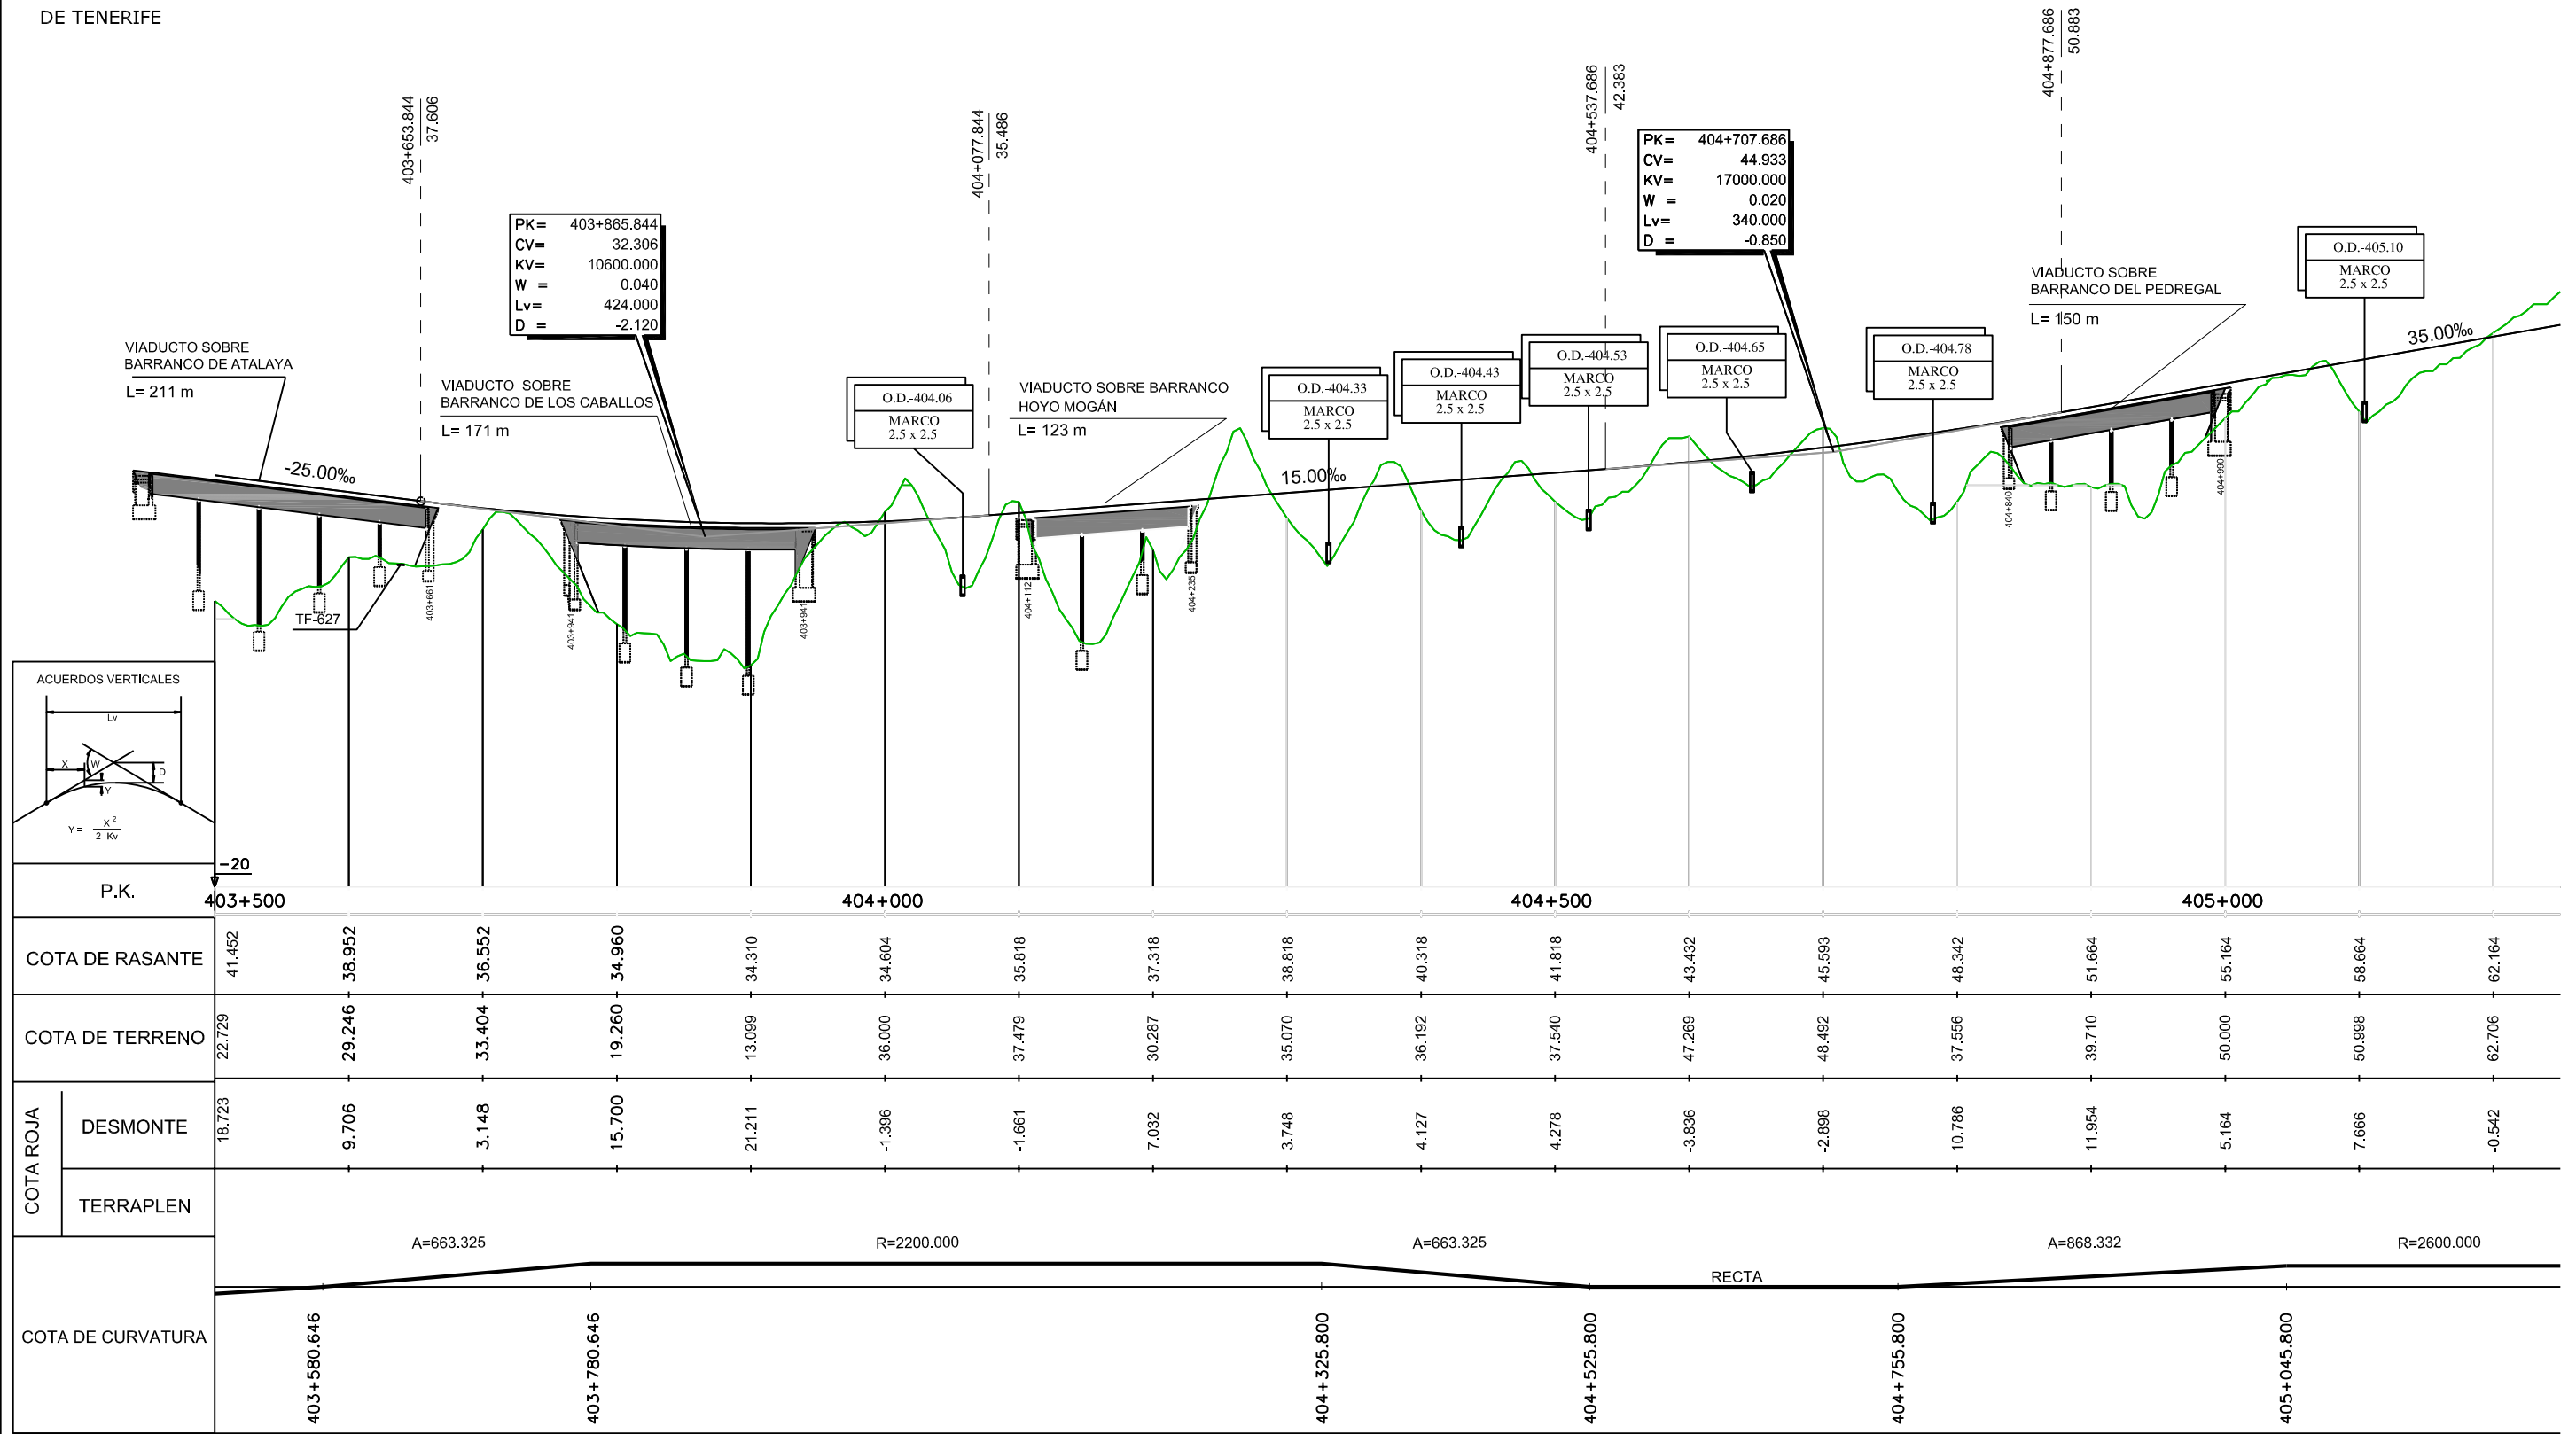 DE TENERIFE
403+653.844
37.606
404+077.844
35.486
404+537.686
42.383
404+877.686
50.883
PK= 403+865.844
CV= 32.306
KV= 10600.000
W = 0.040
Lv= 424.000
D = -2.120
PK= 404+707.686
CV= 44.933
KV= 17000.000
W = 0.020
Lv= 340.000
D = -0.850
VIADUCTO SOBRE
BARRANCO DE ATALAYA
L= 211 m
-25.00‰
VIADUCTO SOBRE
BARRANCO DE LOS CABALLOS
L= 171 m
O.D.-404.06
MARCO
2.5 x 2.5
VIADUCTO SOBRE BARRANCO
HOYO MOGÁN
L= 123 m
O.D.-404.33
MARCO
2.5 x 2.5
15.00‰
O.D.-404.43
MARCO
2.5 x 2.5
O.D.-404.53
MARCO
2.5 x 2.5
O.D.-404.65
MARCO
2.5 x 2.5
O.D.-404.78
MARCO
2.5 x 2.5
VIADUCTO SOBRE
BARRANCO DEL PEDREGAL
L= 150 m
O.D.-405.10
MARCO
2.5 x 2.5
35.00‰
TF-627
403+661
403+941
403+941
404+112
404+235
404+840
404+990
ACUERDOS VERTICALES
Lv
X
W
D
Y
Y= X 2
2 Kv
-20
P.K.
403+500 404+000 404+500 405+000
COTA DE RASANTE
41.452 38.952 36.552 34.960 34.310 34.604 35.818 37.318 38.818 40.318 41.818 43.432 45.593 48.342 51.664 55.164 58.664 62.164
COTA DE TERRENO
22.729 29.246 33.404 19.260 13.099 36.000 37.479 30.287 35.070 36.192 37.540 47.269 48.492 37.556 39.710 50.000 50.998 62.706
COTA ROJA
DESMONTE
18.723 9.706 3.148 15.700 21.211 -1.396 -1.661 7.032 3.748 4.127 4.278 -3.836 -2.898 10.786 11.954 5.164 7.666 -0.542
TERRAPLEN
A=663.325 R=2200.000 A=663.325 RECTA A=868.332 R=2600.000
COTA DE CURVATURA
403+580.646 403+780.646 404+325.800 404+525.800 404+755.800 405+045.800